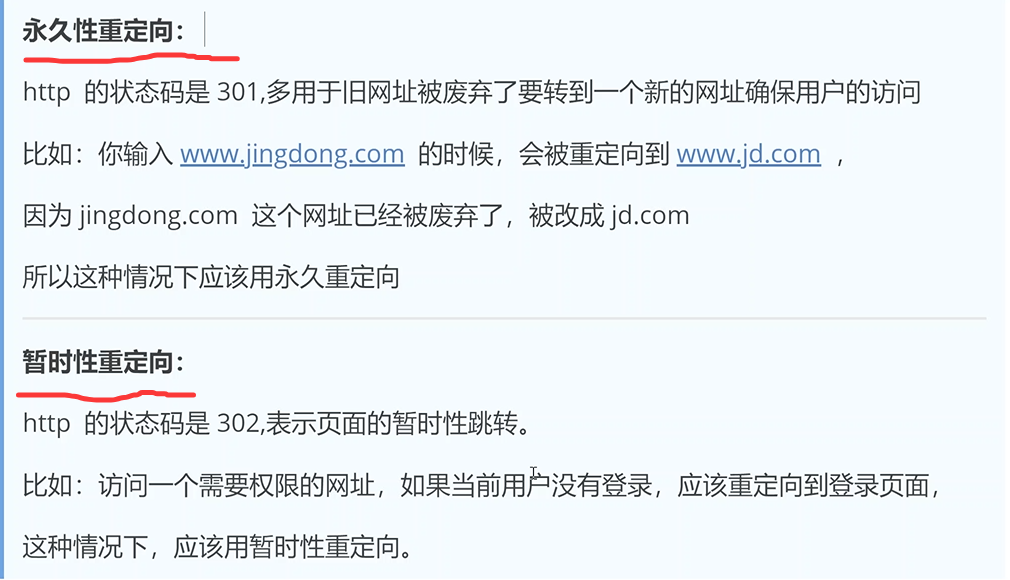 永久性重定向：
http 的状态码是 301,多用于旧网址被废弃了要转到一个新的网址确保用户的访问
比如：你输入 www.jingdong.com 的时候，会被重定向到 www.jd.com ，
因为 jingdong.com 这个网址已经被废弃了，被改成 jd.com
所以这种情况下应该用永久重定向
暂时性重定向：
http 的状态码是 302,表示页面的暂时性跳转。
比如：访问一个需要权限的网址，如果当前用户没有登录，应该重定向到登录页面，
这种情况下，应该用暂时性重定向。